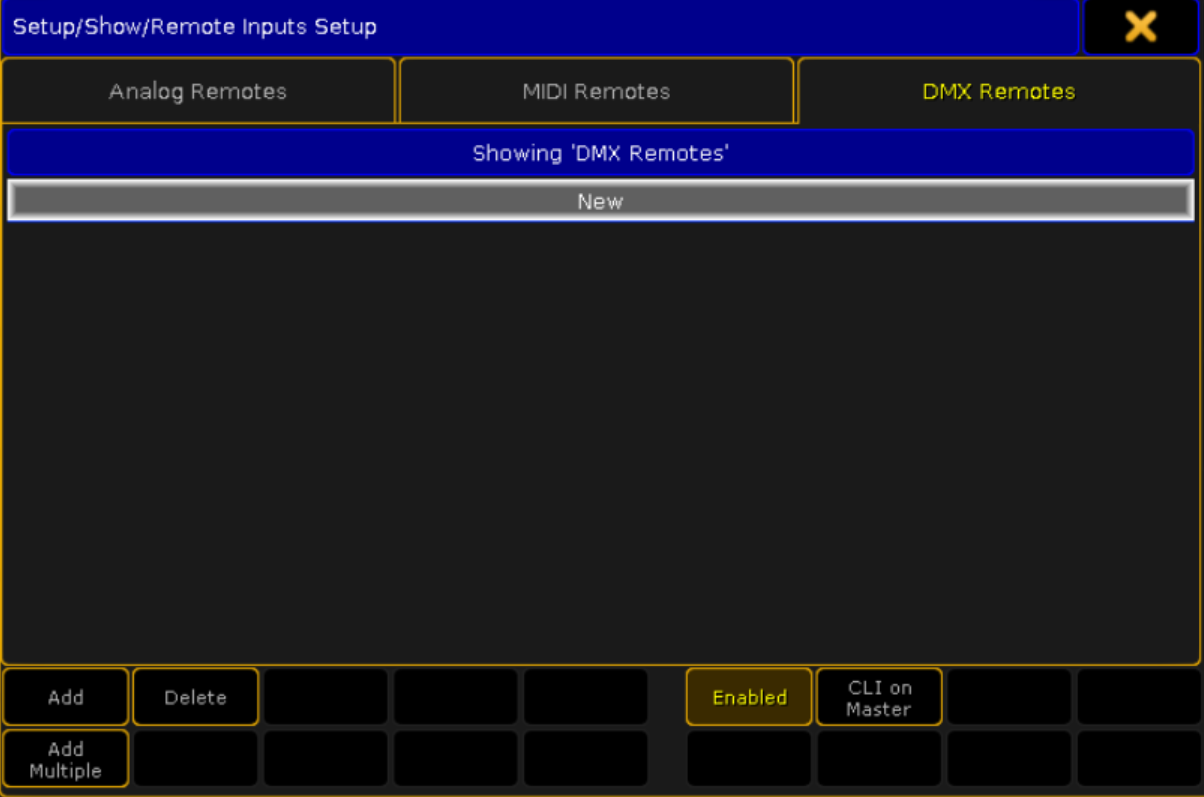 Setup/Show/Remote Inputs Setup
Analog Remotes
MIDI Remotes
DMX Remotes
Showing 'DMX Remotes'
New
Add
Delete
Enabled
CLI on
Master
Add
Multiple